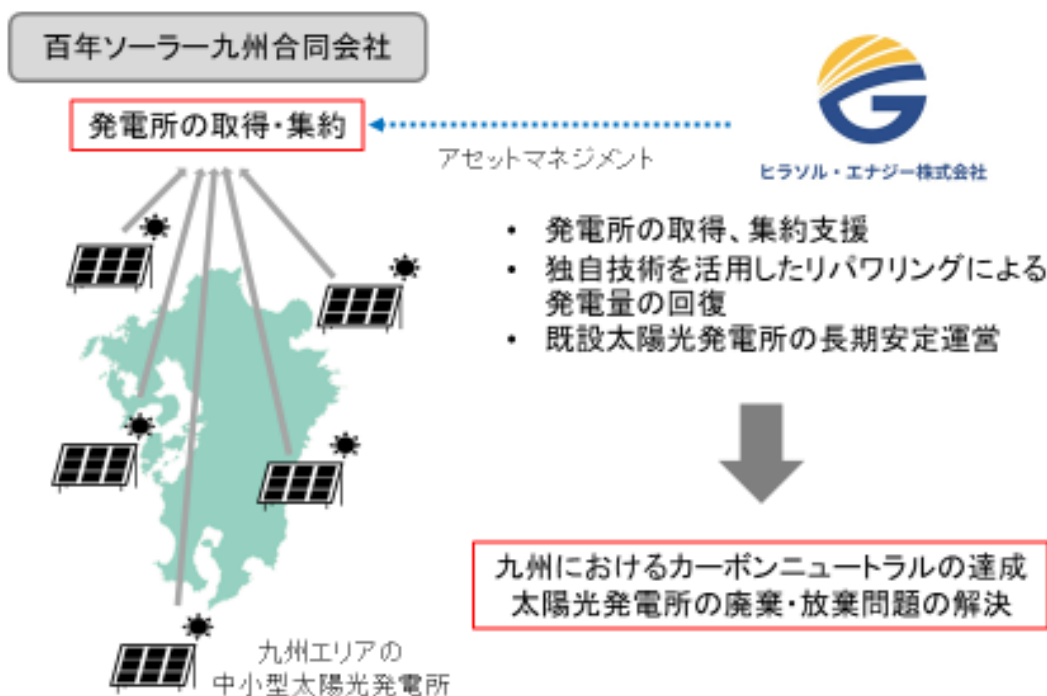 百年ソーラー九州合同会社
発電所の取得・集約
アセットマネジメント
ヒラソル・エナジー株式会社
• 発電所の取得、集約支援
• 独自技術を活用したリパワリングによる
発電量の回復
• 既設太陽光発電所の長期安定運営
九州におけるカーボンニュートラルの達成
太陽光発電所の廃棄・放棄問題の解決
九州エリアの
中小型太陽光発電所